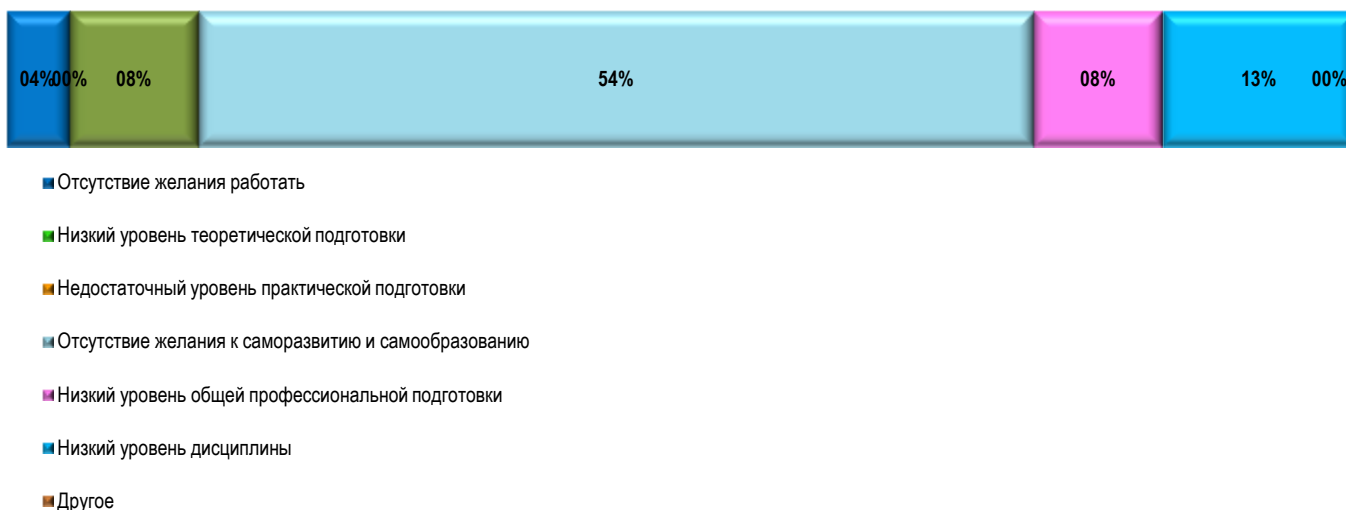 04%00% 08% 54% 08% 13% 00%
Отсутствие желания работать
Низкий уровень теоретической подготовки
Недостаточный уровень практической подготовки
Отсутствие желания к саморазвитию и самообразованию
Низкий уровень общей профессиональной подготовки
Низкий уровень дисциплины
Другое